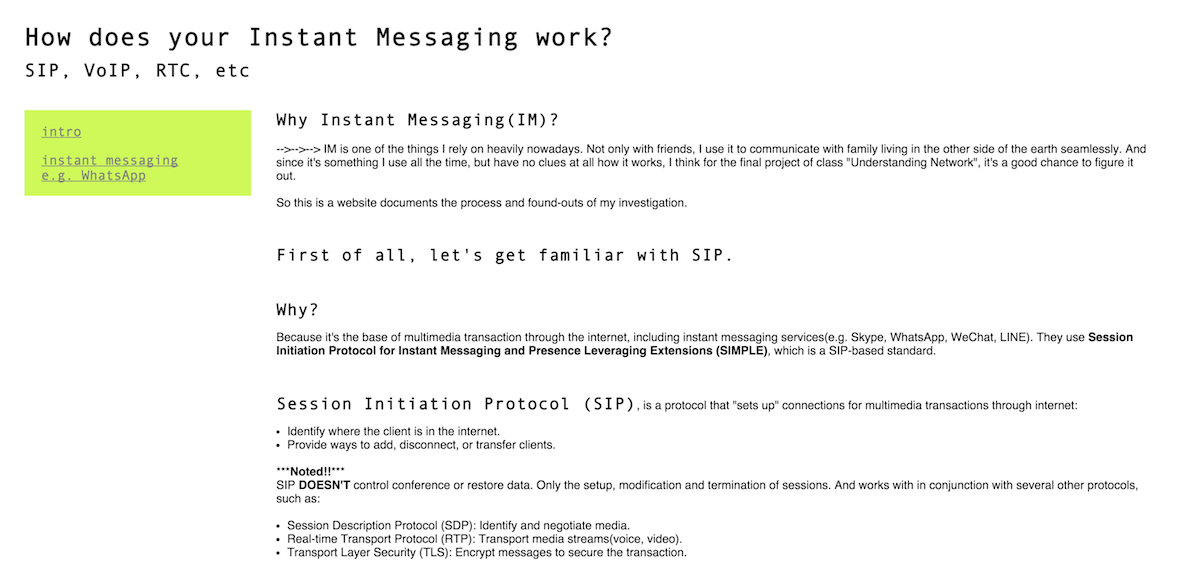 How does your Instant Messaging work?
SIP, VoIP, RTC, etc
intro
instant messaging
e.g. WhatsApp
Why Instant Messaging(IM)?
-->-->--> IM is one of the things I rely on heavily nowadays. Not only with friends, I use it to communicate with family living in the other side of the earth seamlessly. And
since it's something I use all the time, but have no clues at all how it works, I think for the final project of class "Understanding Network", it's a good chance to figure it
out.
So this is a website documents the process and found-outs of my investigation.
First of all, let's get familiar with SIP.
Why?
Because it's the base of multimedia transaction through the internet, including instant messaging services(e.g. Skype, WhatsApp, WeChat, LINE). They use Session
Initiation Protocol for Instant Messaging and Presence Leveraging Extensions (SIMPLE), which is a SIP-based standard.
Session Initiation Protocol (SIP), is a protocol that "sets up" connections for multimedia transactions through internet:
• Identify where the client is in the internet.
• Provide ways to add, disconnect, or transfer clients.
***Noted!!***
SIP DOESN'T control conference or restore data. Only the setup, modification and termination of sessions. And works with in conjunction with several other protocols,
such as:
• Session Description Protocol (SDP): Identify and negotiate media.
• Real-time Transport Protocol (RTP): Transport media streams(voice, video).
• Transport Layer Security (TLS): Encrypt messages to secure the transaction.